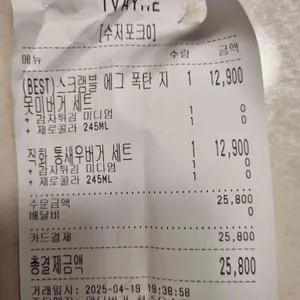 [수저포크O]
메뉴 수량 금액
(BEST)스크램블 에그 폭탄 지 1 12,900
못미버거 세트
+ 감자튀김 미디엄 1 0
+ 제로콜라 245ML 1 0
직화 통새우버거 세트 1 12,900
+ 감자튀김 미디엄 1 0
+ 제로콜라 245ML 1 0
주문금액 25,800
배달비 0
카드결제 25,800
총결제금액 25,800
거래일시 : 2025-04-19 19:38:58